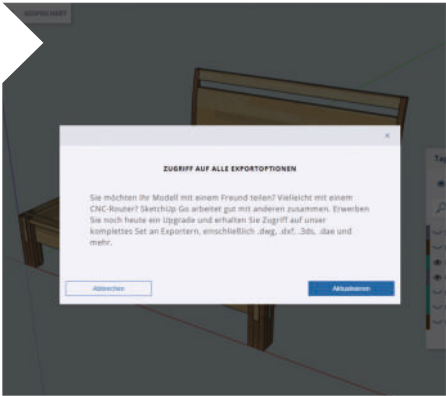 GESPEICHERT
×
ZUGRIFF AUF ALLE EXPORTOPTIONEN
Sie möchten Ihr Modell mit einem Freund teilen? Vielleicht mit einem
CNC-Router? SketchUp Go arbeitet gut mit anderen zusammen. Erwerben
Sie noch heute ein Upgrade und erhalten Sie Zugriff auf unser
komplettes Set an Exportern, einschließlich .dwg, .dxf, .3ds, .dae und
mehr.
Abbrechen
Aktualisieren